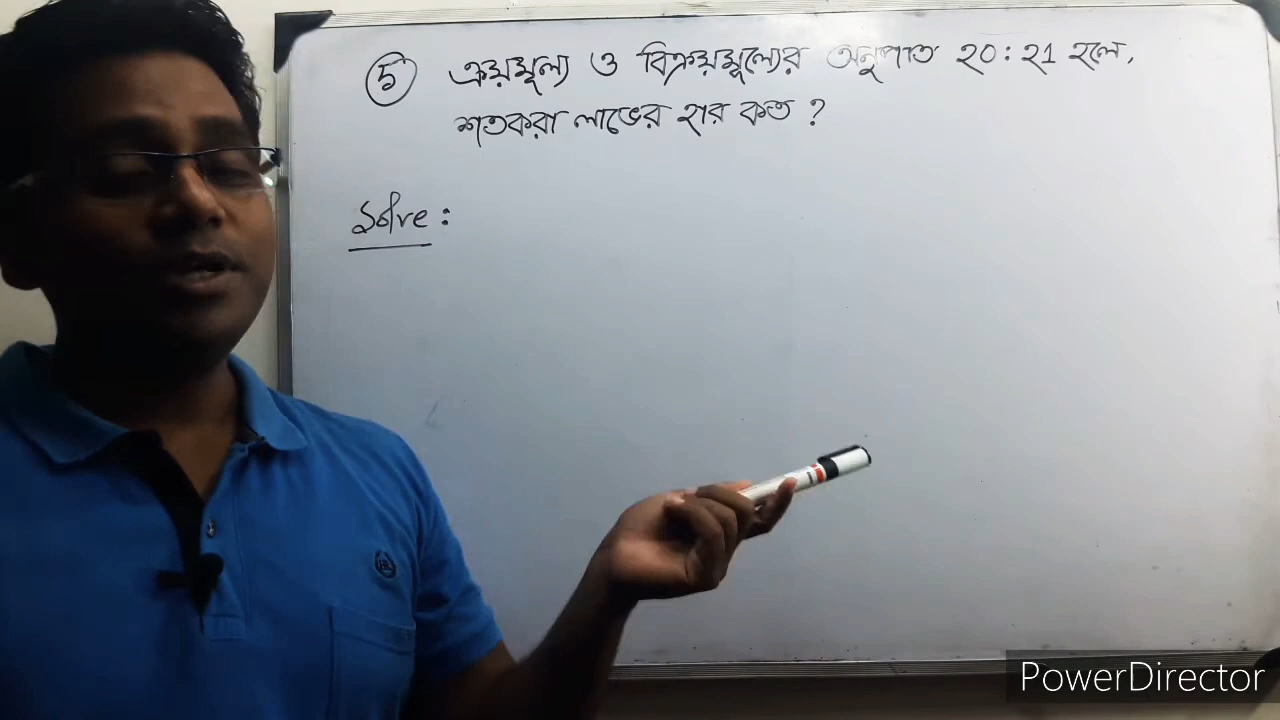 ৫ ক্রয়মূল্য ও বিক্রয়মূল্যের অনুপাত ২০:২১ হলে,
শতকরা লাভের হার কত ?
Solve :
PowerDirector